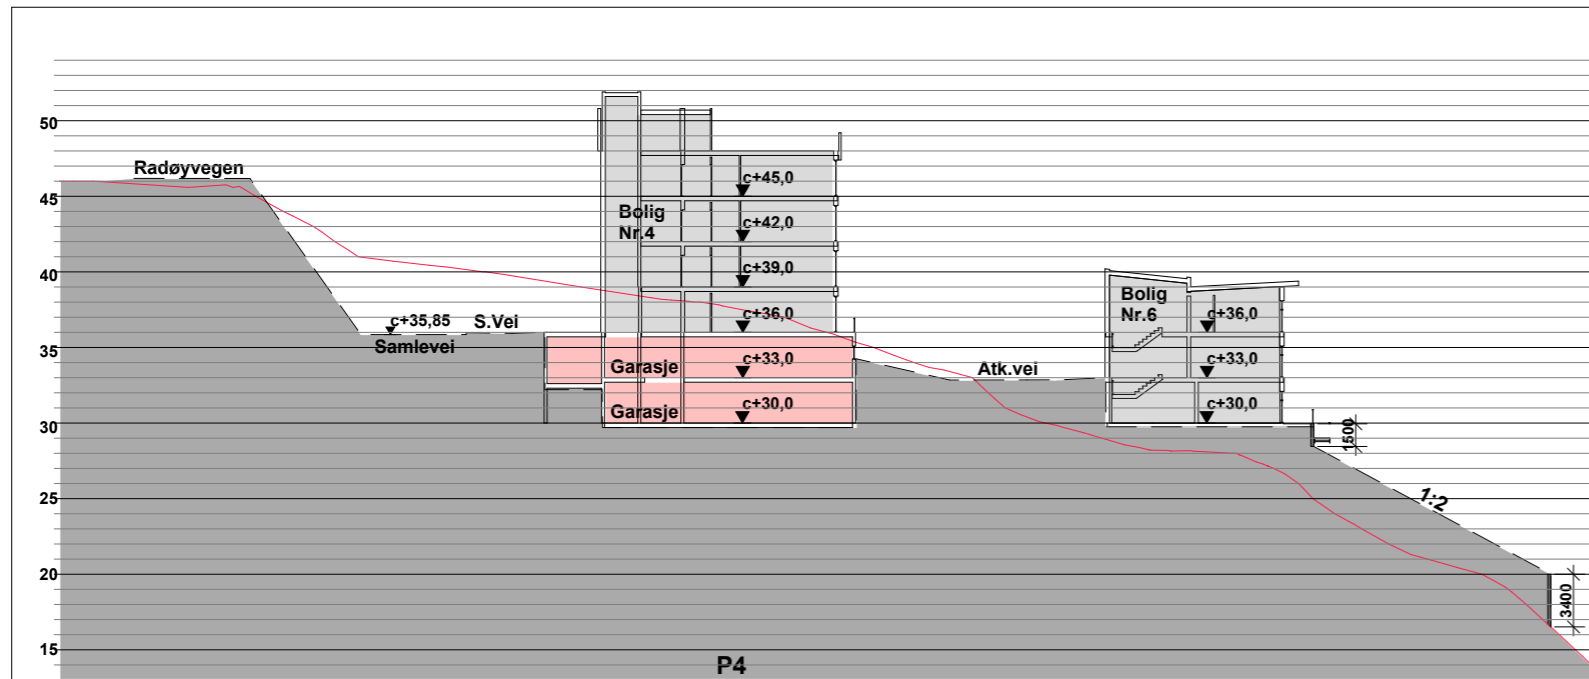 50
Radøyvegen
45
c+45,0
Bolig
Nr.4
c+42,0
40
c+39,0
Bolig
Nr.6
c+36,0
c+36,0
c+35,85
S.Vei
Samlevei
35
Garasje
c+33,0
Atk.vei
c+33,0
Garasje
c+30,0
c+30,0
30
1500
25
1:2
20
3400
15
P4